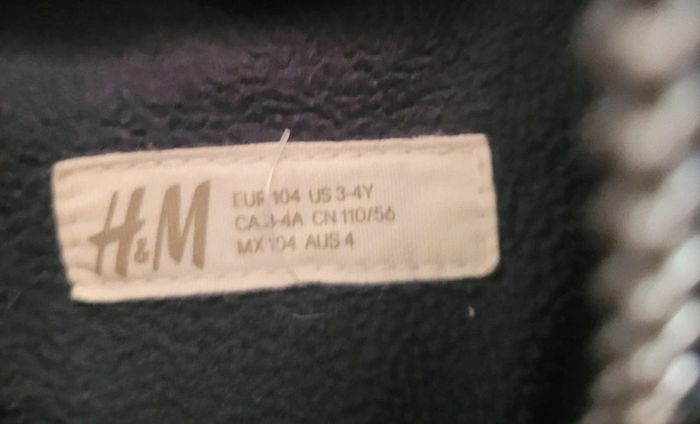 H&M
EUR 104 US 3-4Y
CA 3-4A CN 110/56
MX 104 AUS 4